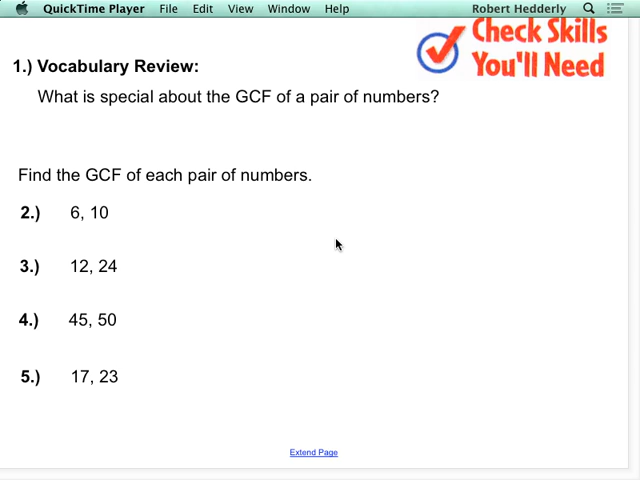 QuickTime Player File Edit View Window Help Robert Hedderly
Check Skills
You'll Need
1.) Vocabulary Review:
What is special about the GCF of a pair of numbers?
Find the GCF of each pair of numbers.
2.) 6, 10
3.) 12, 24
4.) 45, 50
5.) 17, 23
Extend Page